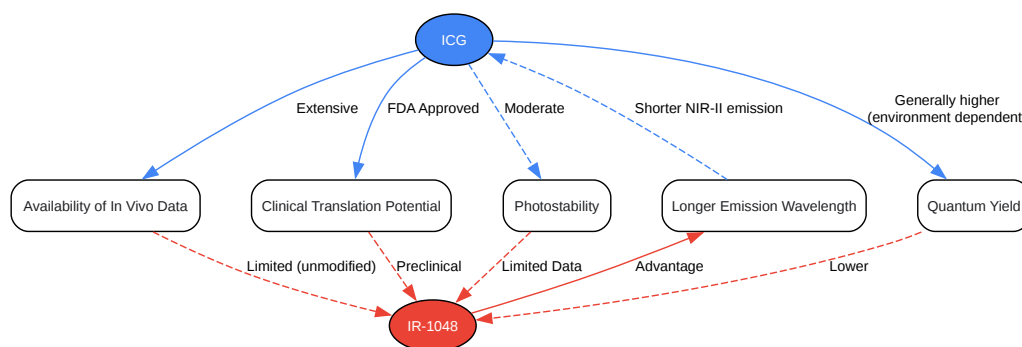 ICG
Extensive
FDA Approved
Moderate
Shorter NIR-II emission
Generally higher
(environment dependent
Availability of In Vivo Data
Clinical Translation Potential
Photostability
Longer Emission Wavelength
Quantum Yield
Limited (unmodified)
Preclinical
Limited Data
Advantage
Lower
IR-1048